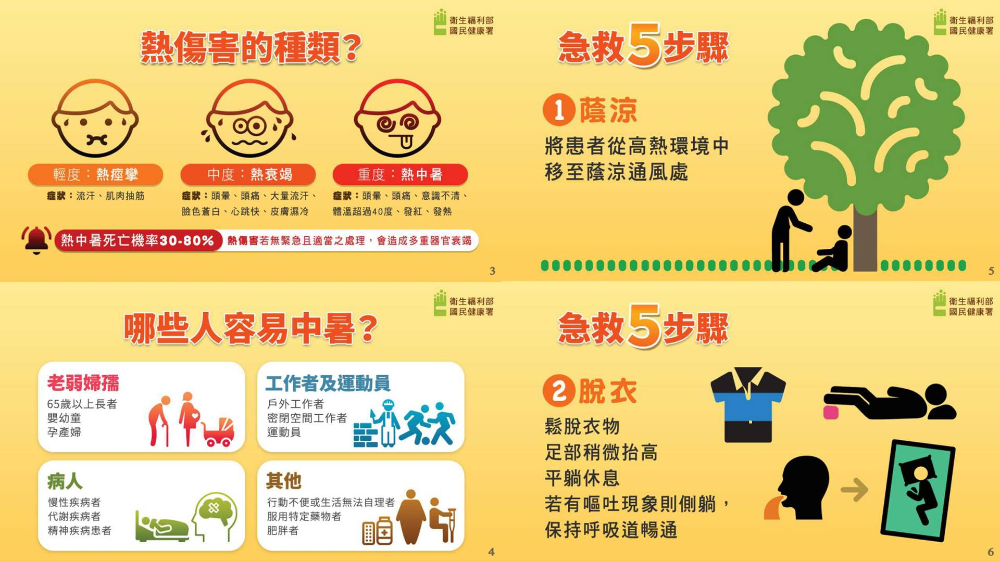 衛生福利部
國民健康署
熱傷害的種類？
輕度：熱痙攣
症狀：流汗、肌肉抽筋
中度：熱衰竭
症狀：頭暈、頭痛、大量流汗、
臉色蒼白、心跳快、皮膚濕冷
重度：熱中暑
症狀：頭暈、頭痛、意識不清、
體溫超過40度、發紅、發熱
熱中暑死亡機率30-80%
熱傷害若無緊急且適當之處理，會造成多重器官衰竭
3
衛生福利部
國民健康署
哪些人容易中暑？
老弱婦孺
65歲以上長者
嬰幼童
孕產婦
工作者及運動員
戶外工作者
密閉空間工作者
運動員
病人
慢性疾病者
代謝疾病者
精神疾病患者
其他
行動不便或生活無法自理者
服用特定藥物者
肥胖者
4
衛生福利部
國民健康署
急救5步驟
1 蔭涼
將患者從高熱環境中
移至蔭涼通風處
5
衛生福利部
國民健康署
急救5步驟
2 脫衣
鬆脫衣物
足部稍微抬高
平躺休息
若有嘔吐現象則側躺，
保持呼吸道暢通
6